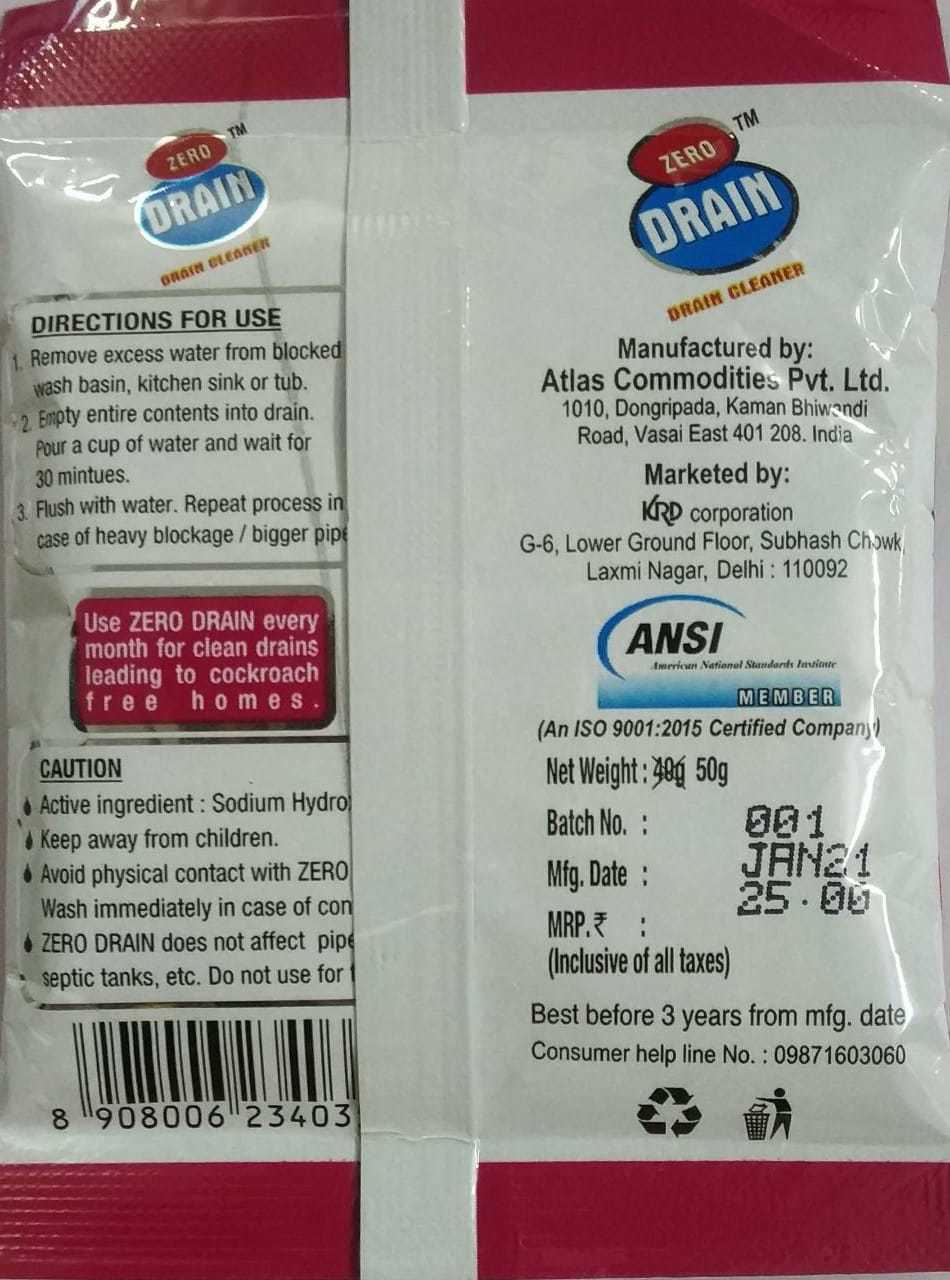 ZERO TM
DRAIN
DRAIN CLEANER
DIRECTIONS FOR USE
1. Remove excess water from blocked
wash basin, kitchen sink or tub.
2. Empty entire contents into drain.
Pour a cup of water and wait for
30 mintues.
3. Flush with water. Repeat process in
case of heavy blockage / bigger pipe
Use ZERO DRAIN every
month for clean drains
leading to cockroach
free homes.
CAUTION
Active ingredient : Sodium Hydro
Keep away from children.
Avoid physical contact with ZERO
Wash immediately in case of con
ZERO DRAIN does not affect pipe
septic tanks, etc. Do not use for
8 908006 23403
ZERO TM
DRAIN
DRAIN CLEANER
Manufactured by:
Atlas Commodities Pvt. Ltd.
1010, Dongripada, Kaman Bhiwandi
Road, Vasai East 401 208. India
Marketed by:
KRD corporation
G-6, Lower Ground Floor, Subhash Chowk
Laxmi Nagar, Delhi : 110092
ANSI
American National Standards Institute
MEMBER
(An ISO 9001:2015 Certified Company)
Net Weight : 40g 50g
Batch No. : 001
Mfg. Date : JAN21
MRP.₹ : 25.00
(Inclusive of all taxes)
Best before 3 years from mfg. date
Consumer help line No. : 09871603060